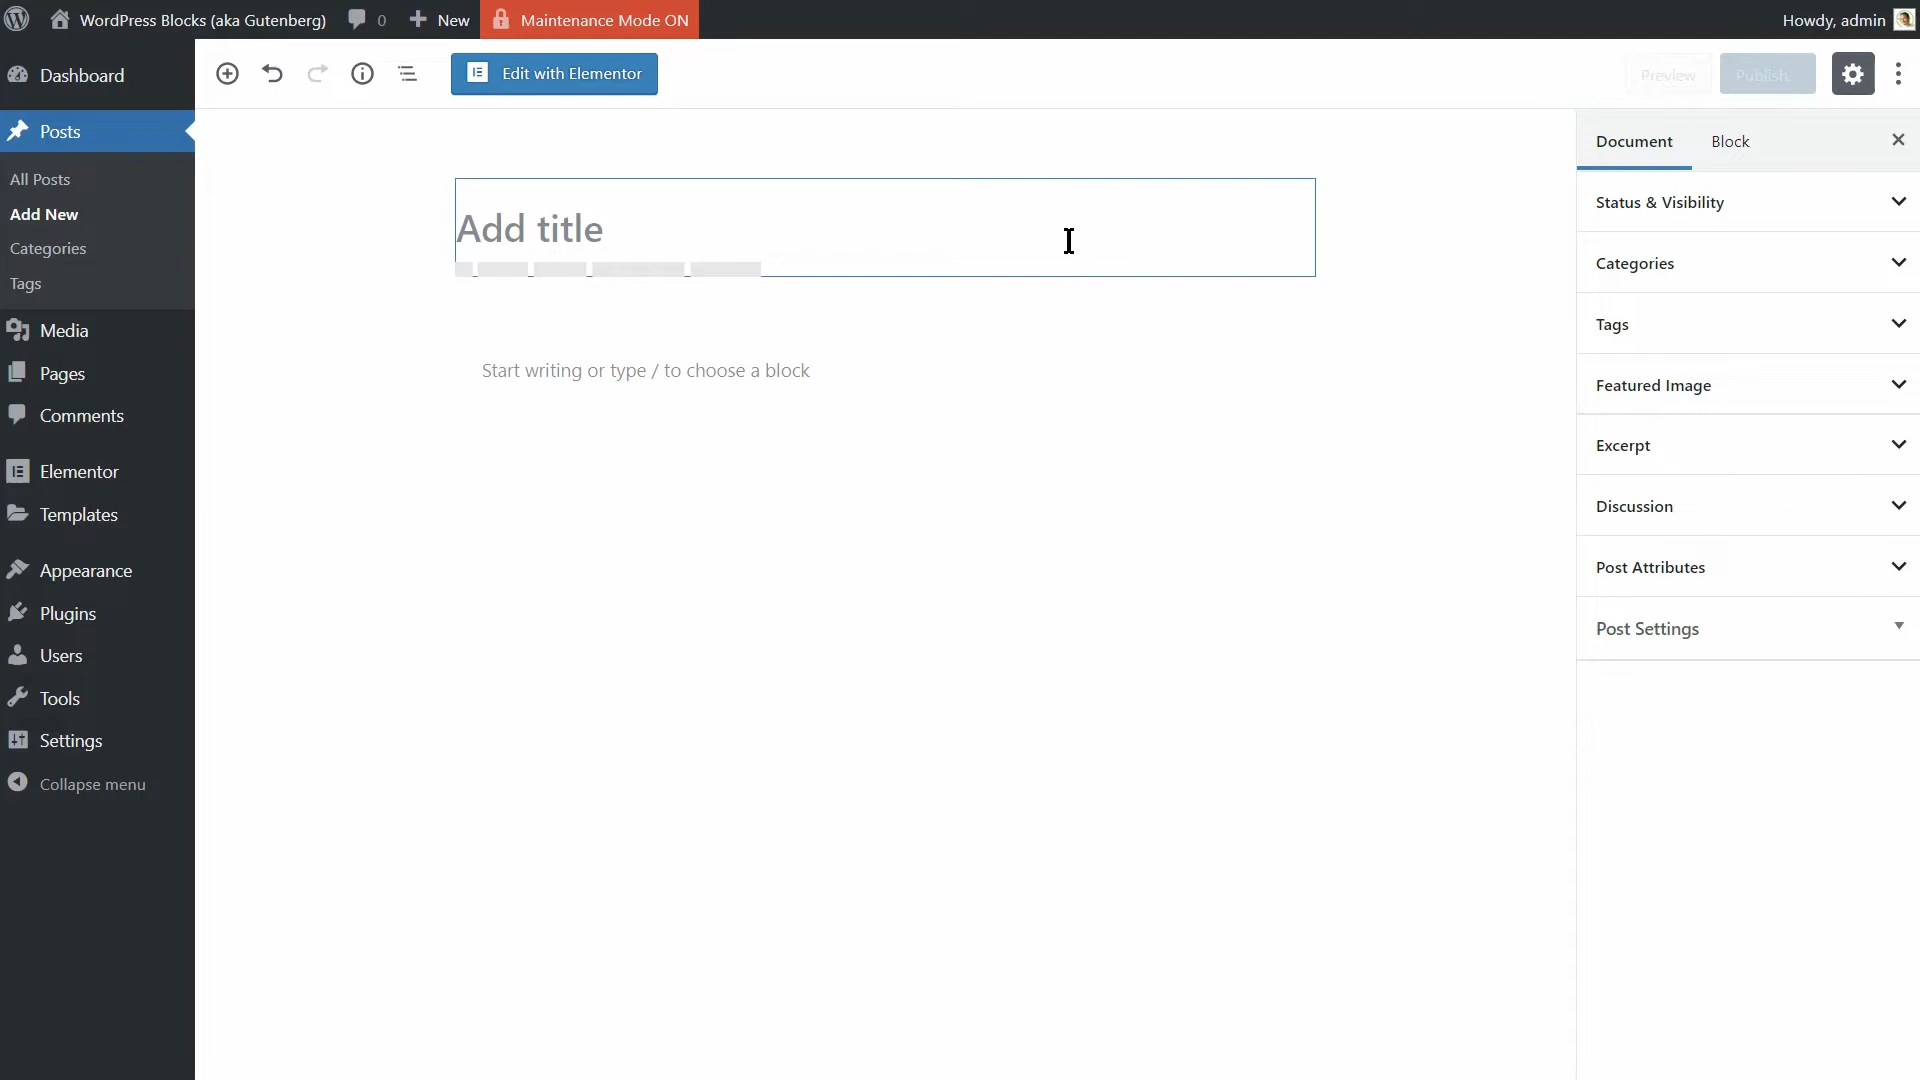 WordPress Blocks (aka Gutenberg)
0
New
Maintenance Mode ON
Howdy, admin
Dashboard
Posts
All Posts
Add New
Categories
Tags
Media
Pages
Comments
Elementor
Templates
Appearance
Plugins
Users
Tools
Settings
Collapse menu
Edit with Elementor
Preview
Publish...
Add title
Start writing or type / to choose a block
Document
Block
Status & Visibility
Categories
Tags
Featured Image
Excerpt
Discussion
Post Attributes
Post Settings